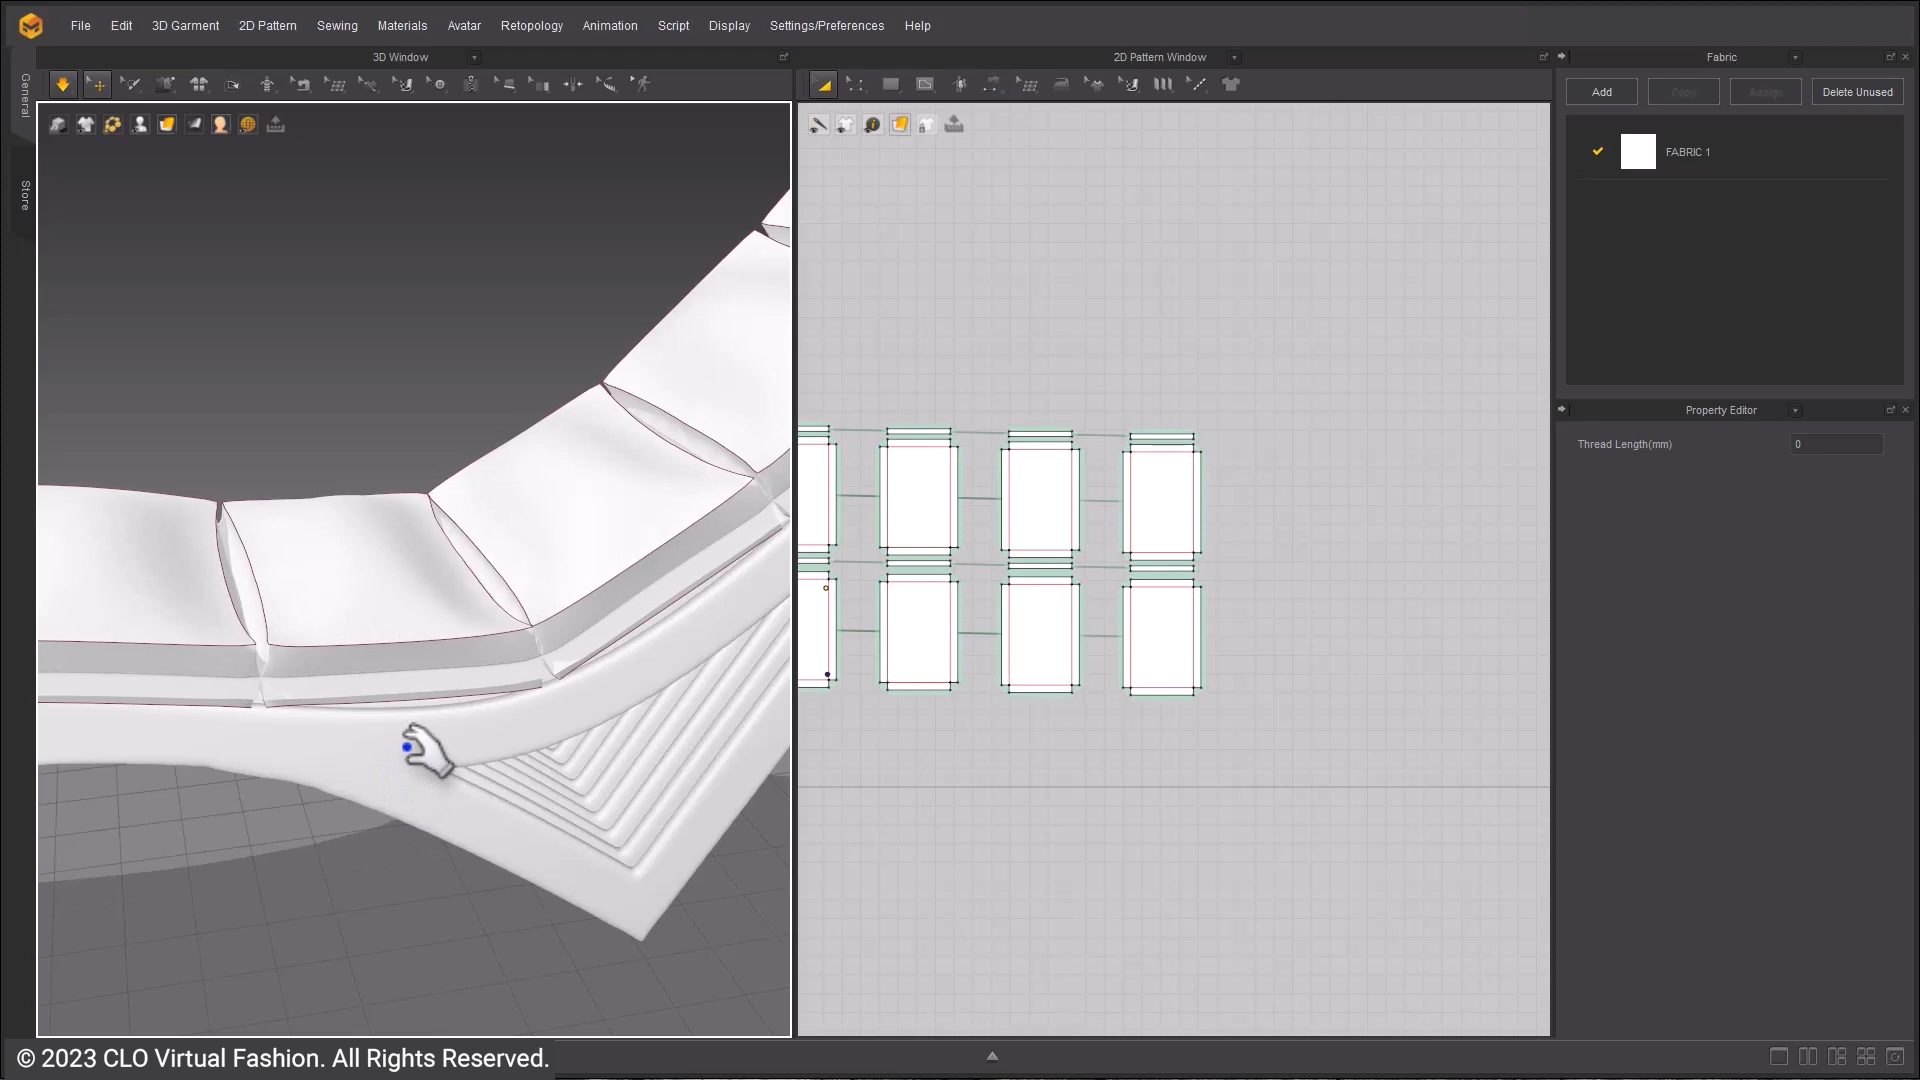 File Edit 3D Garment 2D Pattern Sewing Materials Avatar Retopology Animation Script Display Settings/Preferences Help
3D Window
2D Pattern Window
Fabric
General
Store
Add Copy Assign Delete Unused
FABRIC 1
Property Editor
Thread Length(mm) 0
© 2023 CLO Virtual Fashion. All Rights Reserved.